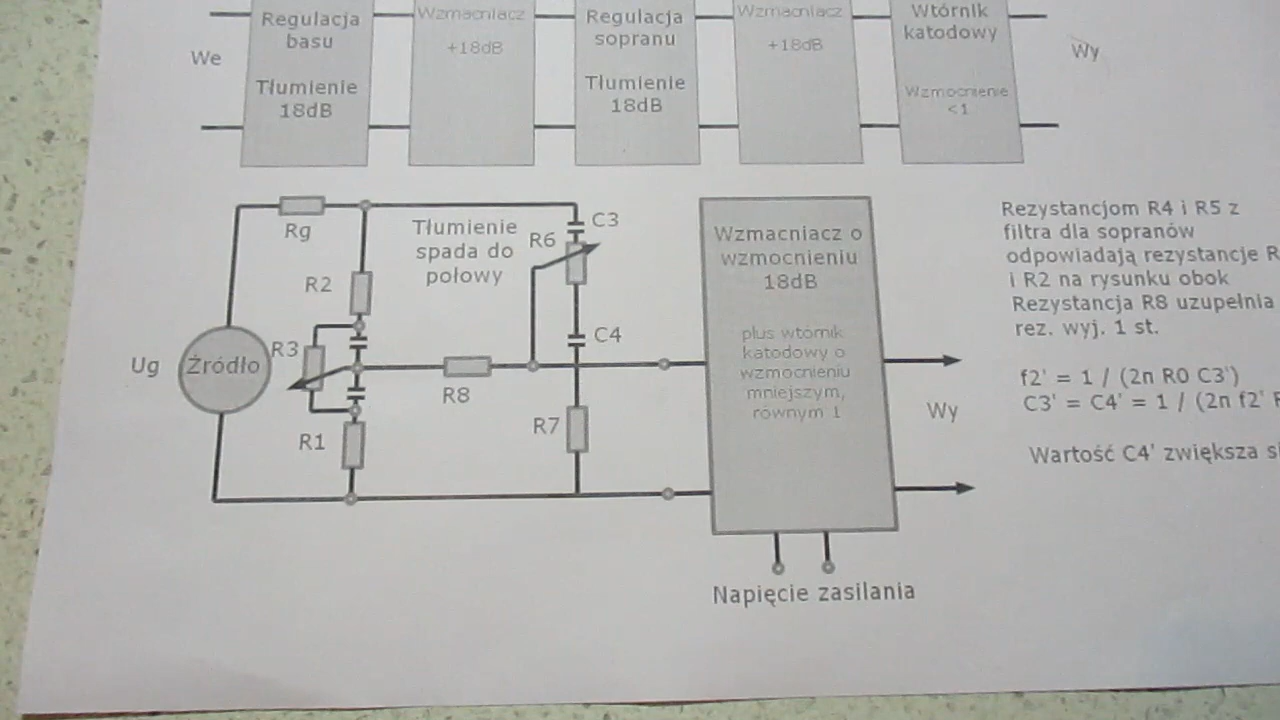 We
Regulacja
basu
Tłumienie
18dB
Wzmacniacz
+18dB
Regulacja
sopranu
Tłumienie
18dB
Wzmacniacz
+18dB
Wtórnik
katodowy
Wzmocnienie
<1
Wy
Ug
Źródło
Rg
R2
R3
R1
Tłumienie
spada do
połowy
R8
R6
C3
C4
R7
Wzmacniacz o
wzmocnieniu
18dB
plus wtórnik
katodowy o
wzmocnieniu
mniejszym,
równym 1
Wy
Napięcie zasilania
Rezystancjom R4 i R5 z
filtra dla sopranów
odpowiadają rezystancje R
i R2 na rysunku obok
Rezystancja R8 uzupełnia
rez. wyj. 1 st.
f2' = 1 / (2n R0 C3')
C3' = C4' = 1 / (2n f2'
Wartość C4' zwiększa